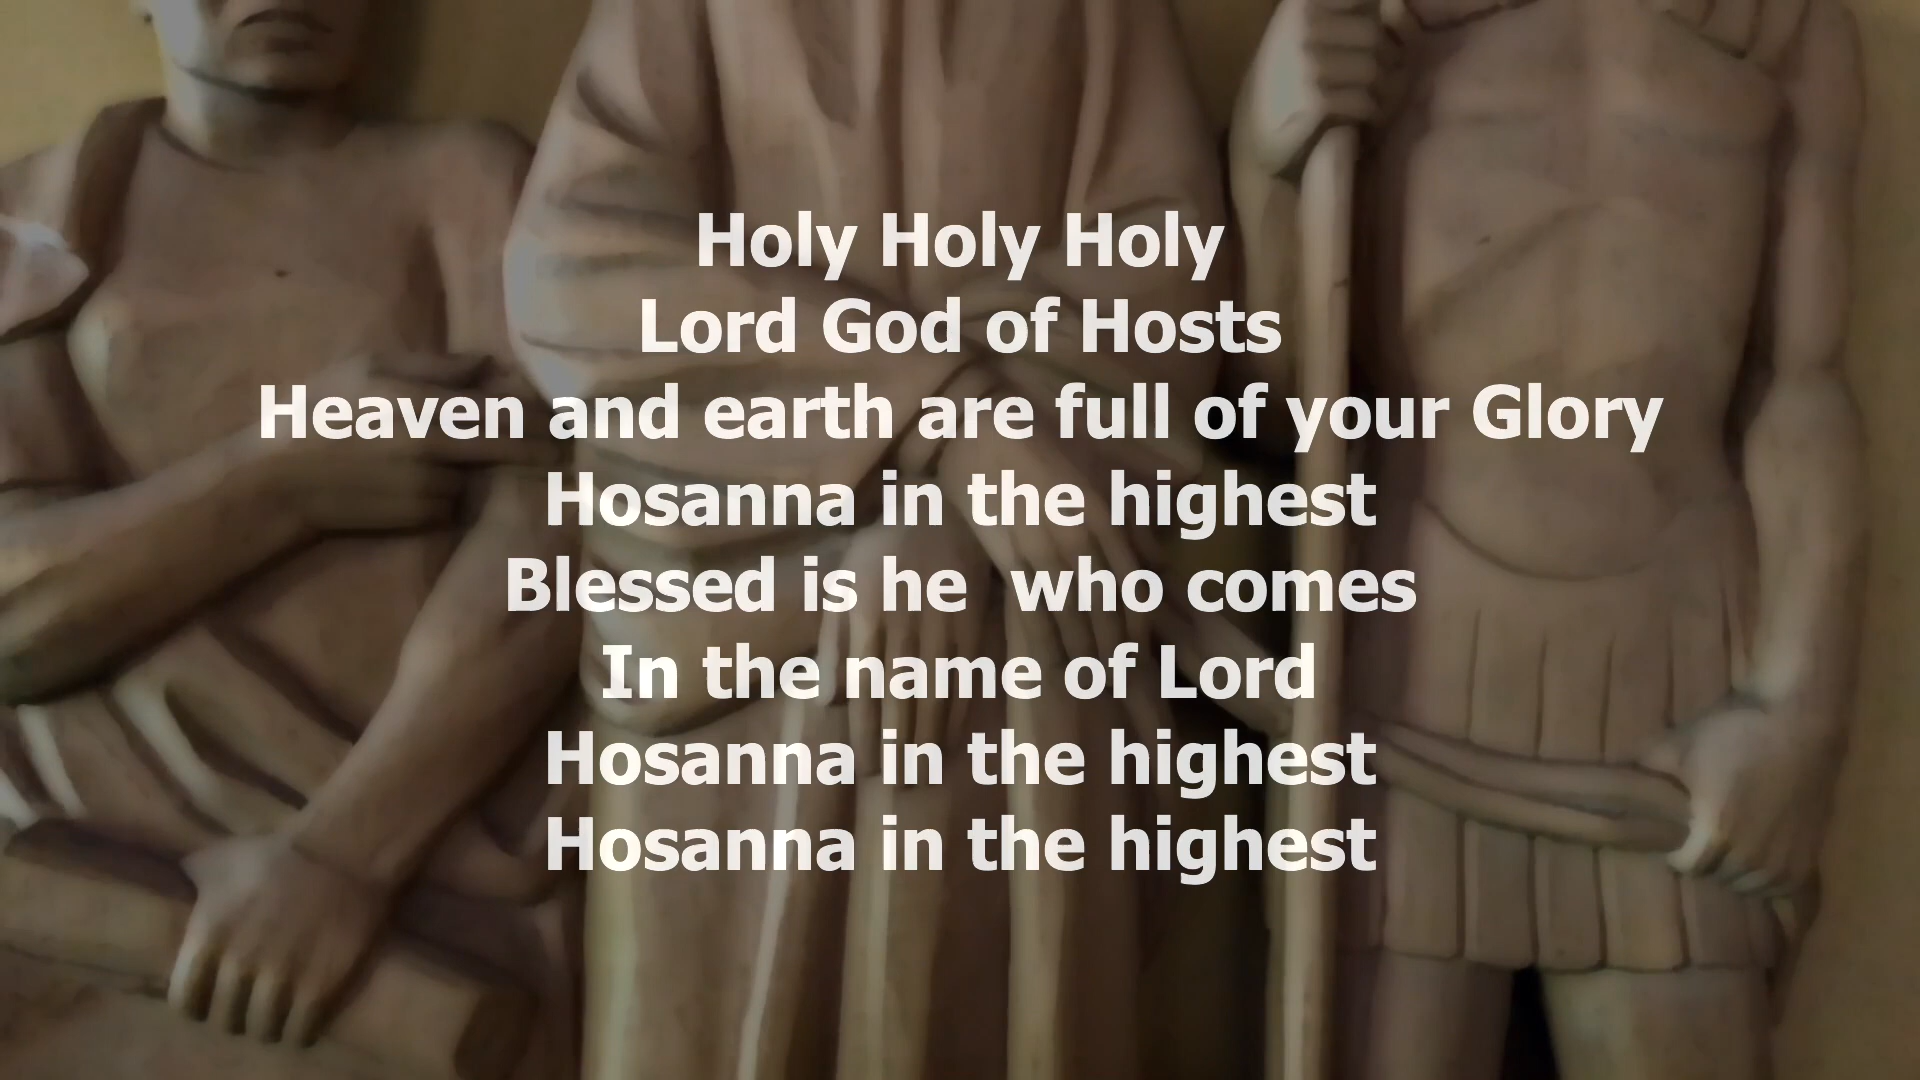 Holy Holy Holy
Lord God of Hosts
Heaven and earth are full of your Glory
Hosanna in the highest
Blessed is he  who comes
In the name of Lord
Hosanna in the highest
Hosanna in the highest